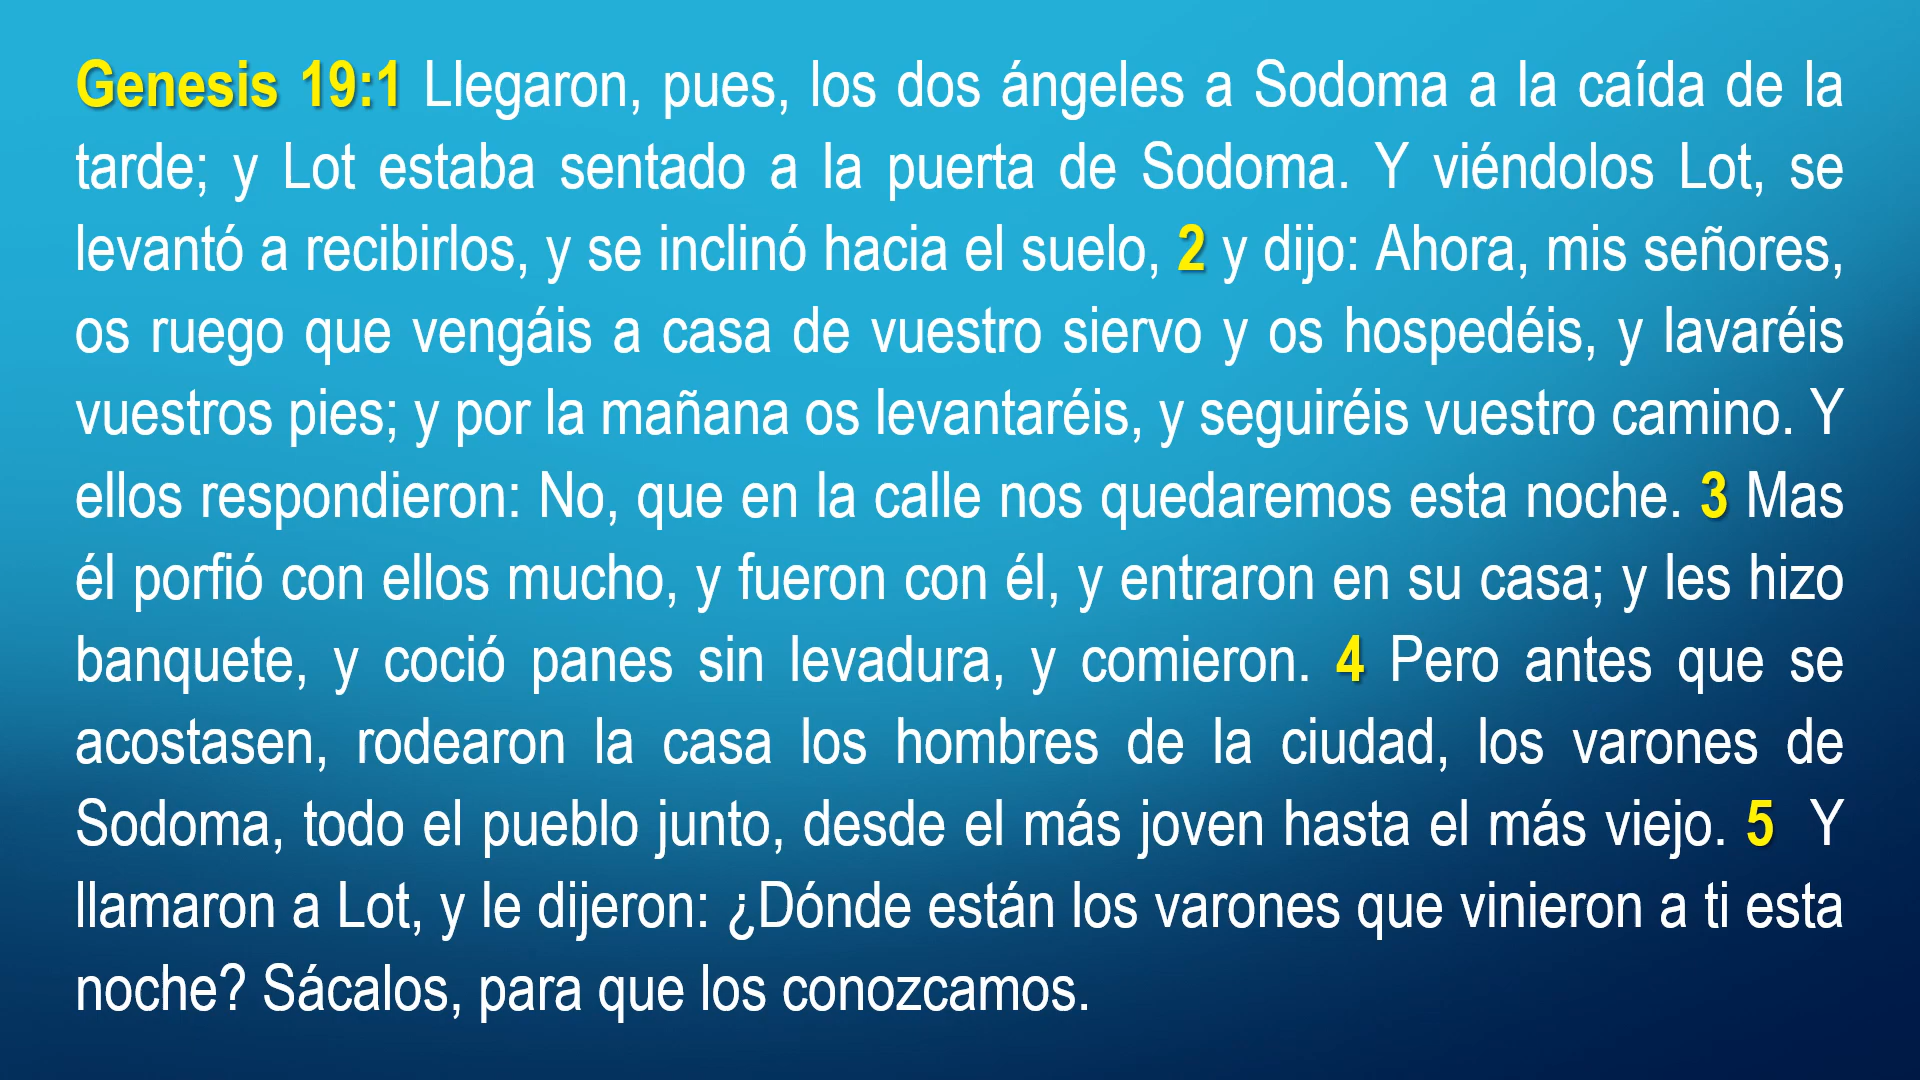 Genesis 19:1 Llegaron, pues, los dos ángeles a Sodoma a la caída de la
tarde; y Lot estaba sentado a la puerta de Sodoma. Y viéndolos Lot, se
levantó a recibirlos, y se inclinó hacia el suelo, 2 y dijo: Ahora, mis señores,
os ruego que vengáis a casa de vuestro siervo y os hospedéis, y lavaréis
vuestros pies; y por la mañana os levantaréis, y seguiréis vuestro camino. Y
ellos respondieron: No, que en la calle nos quedaremos esta noche. 3 Mas
él porfió con ellos mucho, y fueron con él, y entraron en su casa; y les hizo
banquete, y coció panes sin levadura, y comieron. 4 Pero antes que se
acostasen, rodearon la casa los hombres de la ciudad, los varones de
Sodoma, todo el pueblo junto, desde el más joven hasta el más viejo. 5 Y
llamaron a Lot, y le dijeron: ¿Dónde están los varones que vinieron a ti esta
noche? Sácalos, para que los conozcamos.